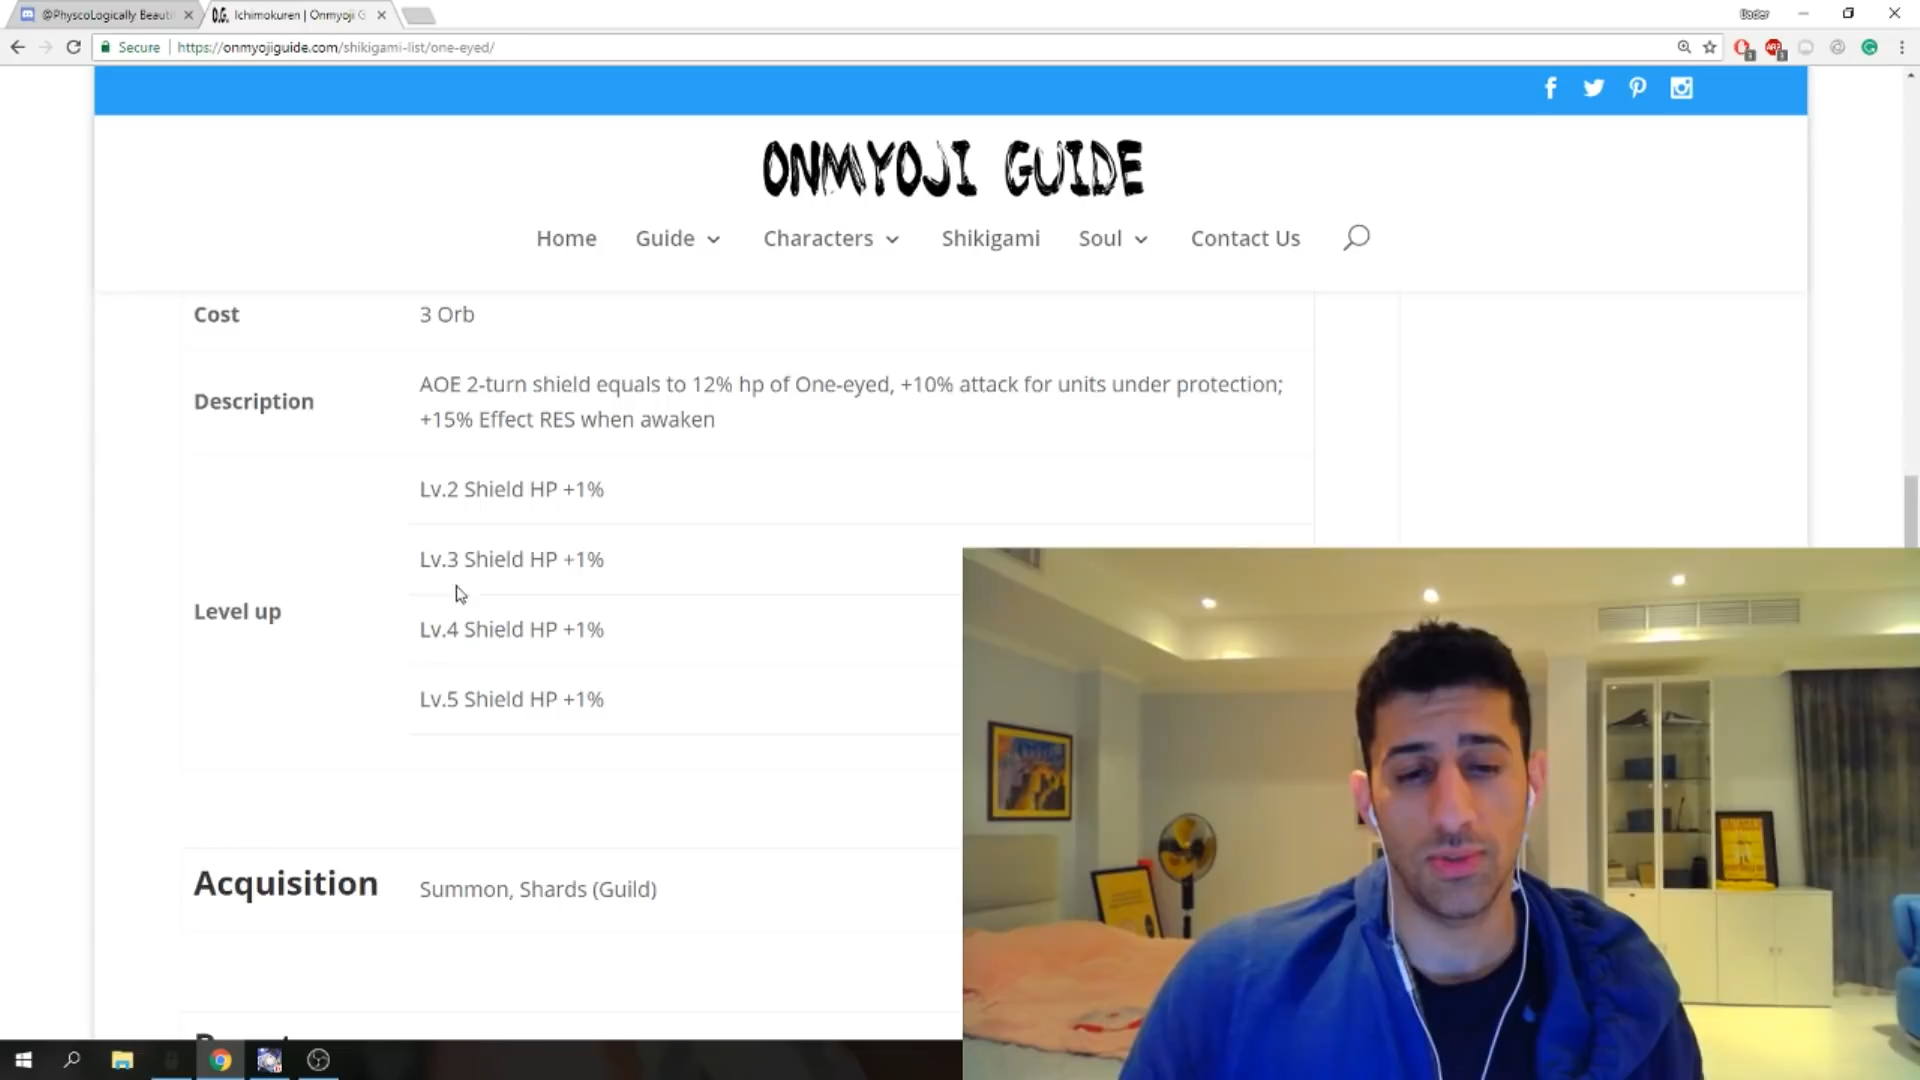 @PhyscoLogically Beauti
O.G. Ichimokuren | Onmyoji G
Bader
Secure
https://onmyojiguide.com/shikigami-list/one-eyed/
ONMYOJI GUIDE
Home
Guide
Characters
Shikigami
Soul
Contact Us
Cost
3 Orb
Description
AOE 2-turn shield equals to 12% hp of One-eyed, +10% attack for units under protection;
+15% Effect RES when awaken
Level up
Lv.2 Shield HP +1%
Lv.3 Shield HP +1%
Lv.4 Shield HP +1%
Lv.5 Shield HP +1%
Acquisition
Summon, Shards (Guild)